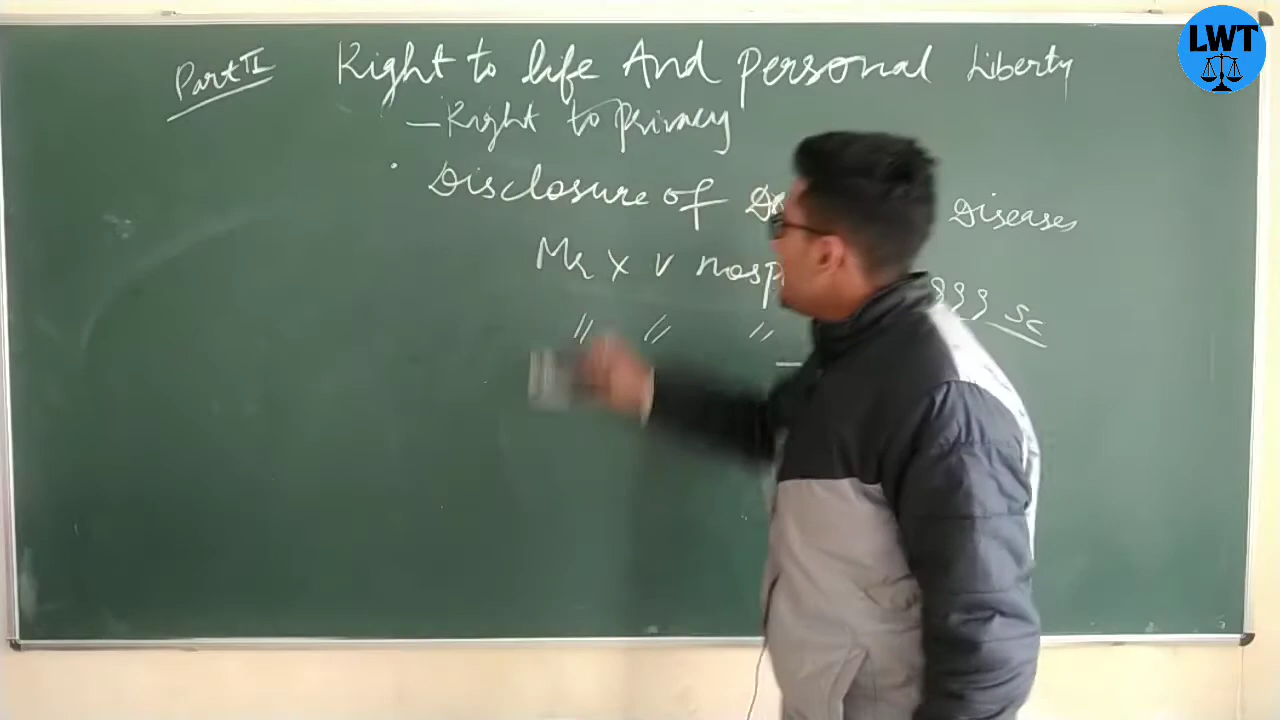 Part II Right to life And Personal Liberty
LWT
— Right to Privacy
Disclosure of Diseases
Mr X v Hosp
SC
" " "